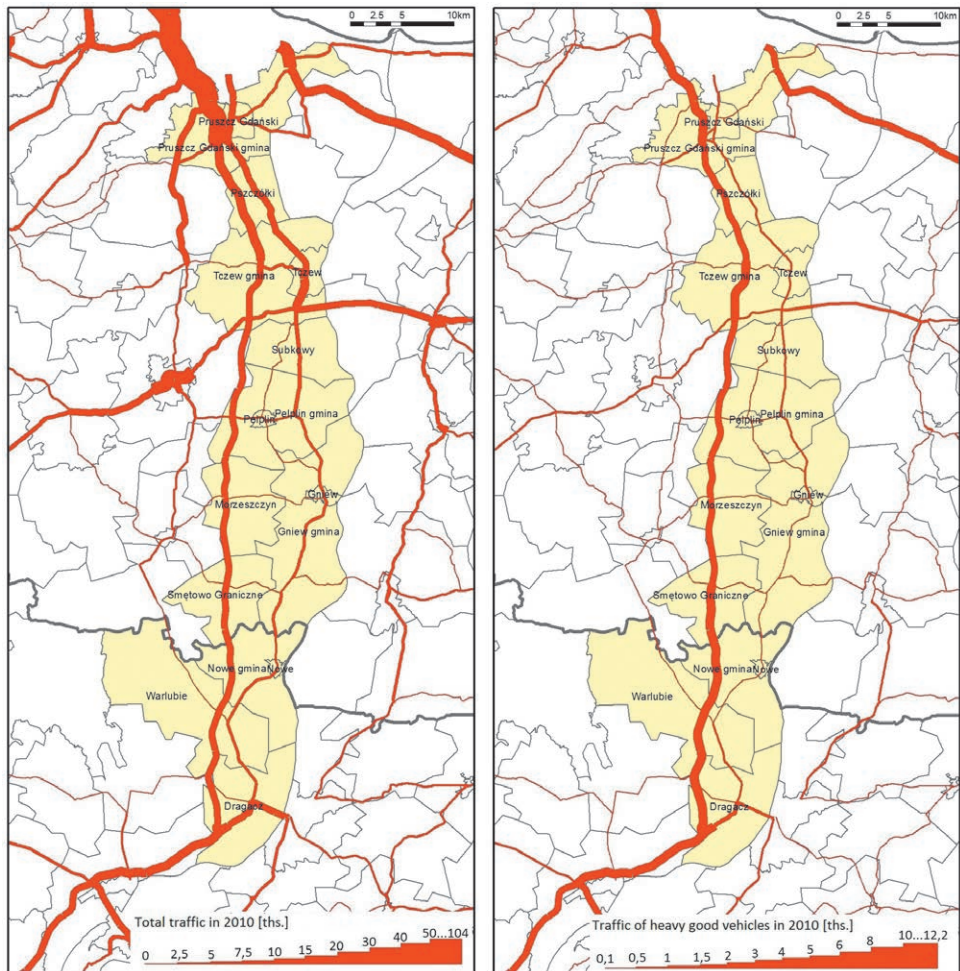 0 2.5 5 10km
Pruszcz Gdański
Pruszcz Gdański gmina
Pszczółki
Tczew gmina
Tczew
Subkowy
Pelplin gmina
Pelplin
Gniew
Morzeszczyn
Gniew gmina
Smętowo Graniczne
Nowe gmina
Nowe
Warlubie
Dragacz
Total traffic in 2010 [ths.]
0 2,5 5 7,5 10 15 20 30 40 50...104
0 2.5 5 10km
Pruszcz Gdański
Pruszcz Gdański gmina
Pszczółki
Tczew gmina
Tczew
Subkowy
Pelplin gmina
Pelplin
Gniew
Morzeszczyn
Gniew gmina
Smętowo Graniczne
Nowe gmina
Nowe
Warlubie
Dragacz
Traffic of heavy good vehicles in 2010 [ths.]
0,1 0,5 1 1,5 2 3 4 5 6 8 10...12,2